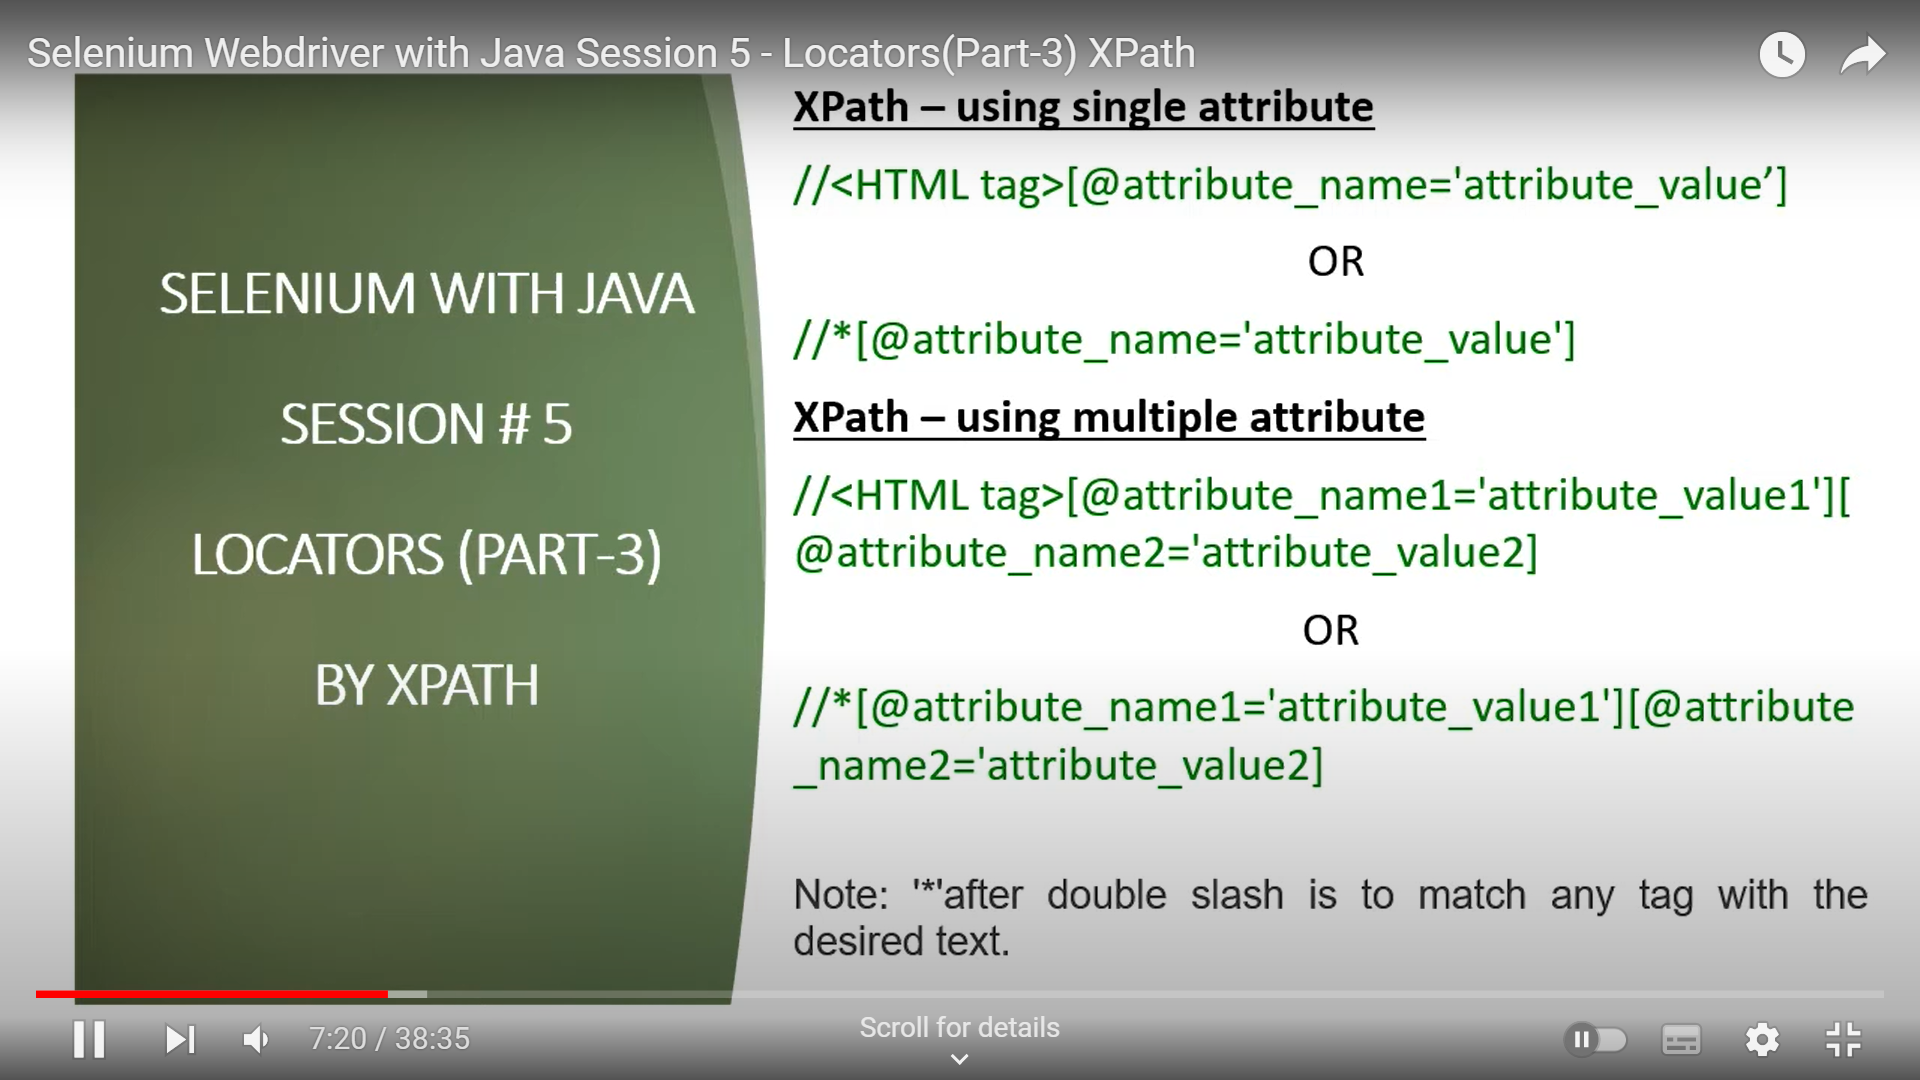 Selenium Webdriver with Java Session 5 - Locators(Part-3) XPath
SELENIUM WITH JAVA
SESSION # 5
LOCATORS (PART-3)
BY XPATH
XPath – using single attribute
//<HTML tag>[@attribute_name='attribute_value’]
OR
//*[@attribute_name='attribute_value']
XPath – using multiple attribute
//<HTML tag>[@attribute_name1='attribute_value1'][
@attribute_name2='attribute_value2]
OR
//*[@attribute_name1='attribute_value1'][@attribute
_name2='attribute_value2]
Note: '*'after double slash is to match any tag with the
desired text.
7:20 / 38:35
Scroll for details